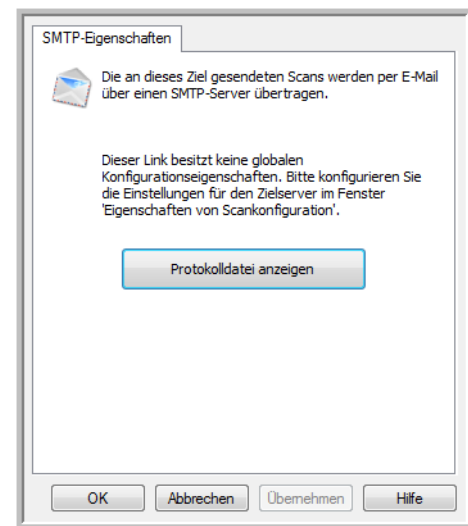 SMTP-Eigenschaften
Die an dieses Ziel gesendeten Scans werden per E-Mail
über einen SMTP-Server übertragen.
Dieser Link besitzt keine globalen
Konfigurationseigenschaften. Bitte konfigurieren Sie
die Einstellungen für den Zielserver im Fenster
'Eigenschaften von Scankonfiguration'.
Protokolldatei anzeigen
OK Abbrechen Übernehmen Hilfe